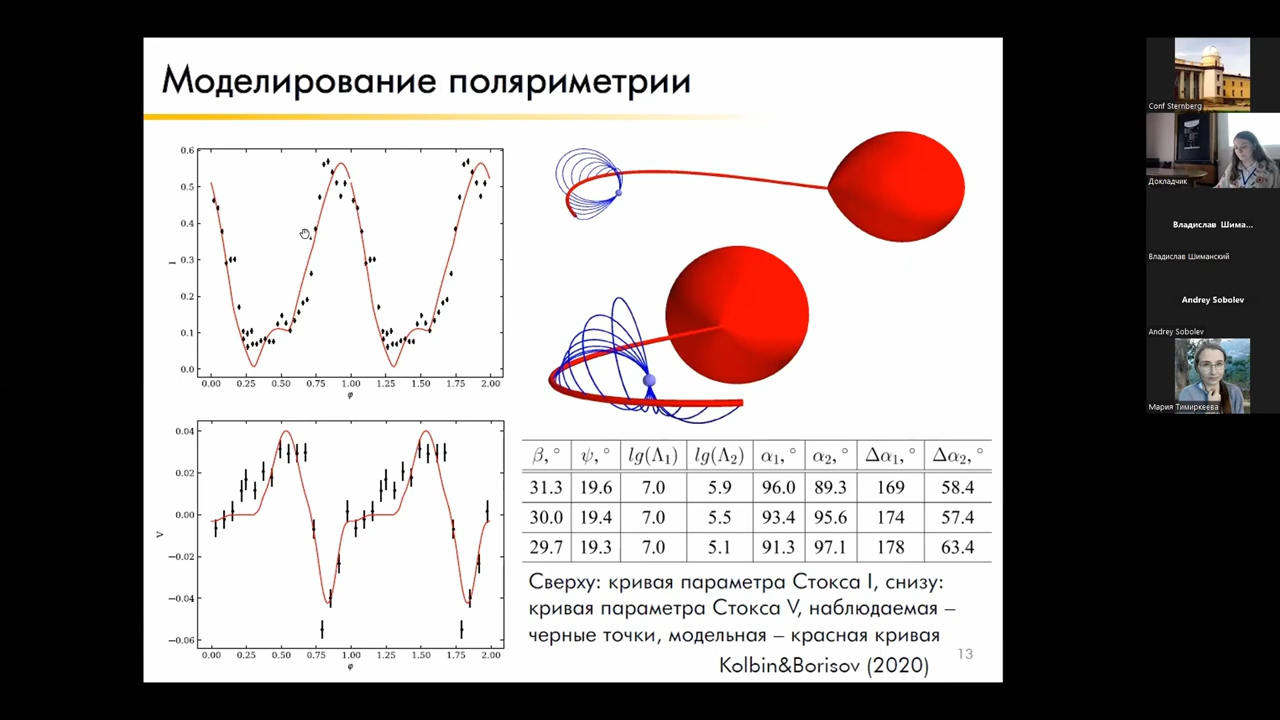 Моделирование поляриметрии
0.6
0.5
0.4
0.3
0.2
0.1
0.0
I
0.00 0.25 0.50 0.75 1.00 1.25 1.50 1.75 2.00
φ
0.04
0.02
0.00
−0.02
−0.04
−0.06
V
0.00 0.25 0.50 0.75 1.00 1.25 1.50 1.75 2.00
φ
β, ° ψ, ° lg(Λ₁) lg(Λ₂) α₁, ° α₂, ° Δα₁, ° Δα₂, °
31.3 19.6 7.0 5.9 96.0 89.3 169 58.4
30.0 19.4 7.0 5.5 93.4 95.6 174 57.4
29.7 19.3 7.0 5.1 91.3 97.1 178 63.4
Сверху: кривая параметра Стокса I, снизу:
кривая параметра Стокса V, наблюдаемая –
черные точки, модельная – красная кривая
Kolbin&Borisov (2020)
13
Conf Sternberg
Докладчик
Владислав Шима...
Владислав Шиманский
Andrey Sobolev
Andrey Sobolev
Мария Тимиркеева